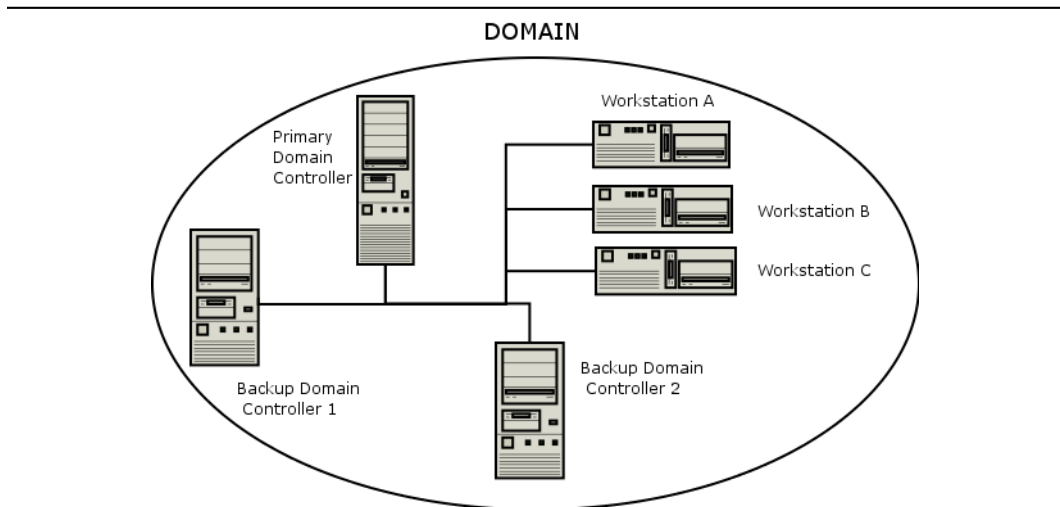 DOMAIN
Workstation A
Primary
Domain
Controller
Workstation B
Workstation C
Backup Domain
Controller 1
Backup Domain
Controller 2